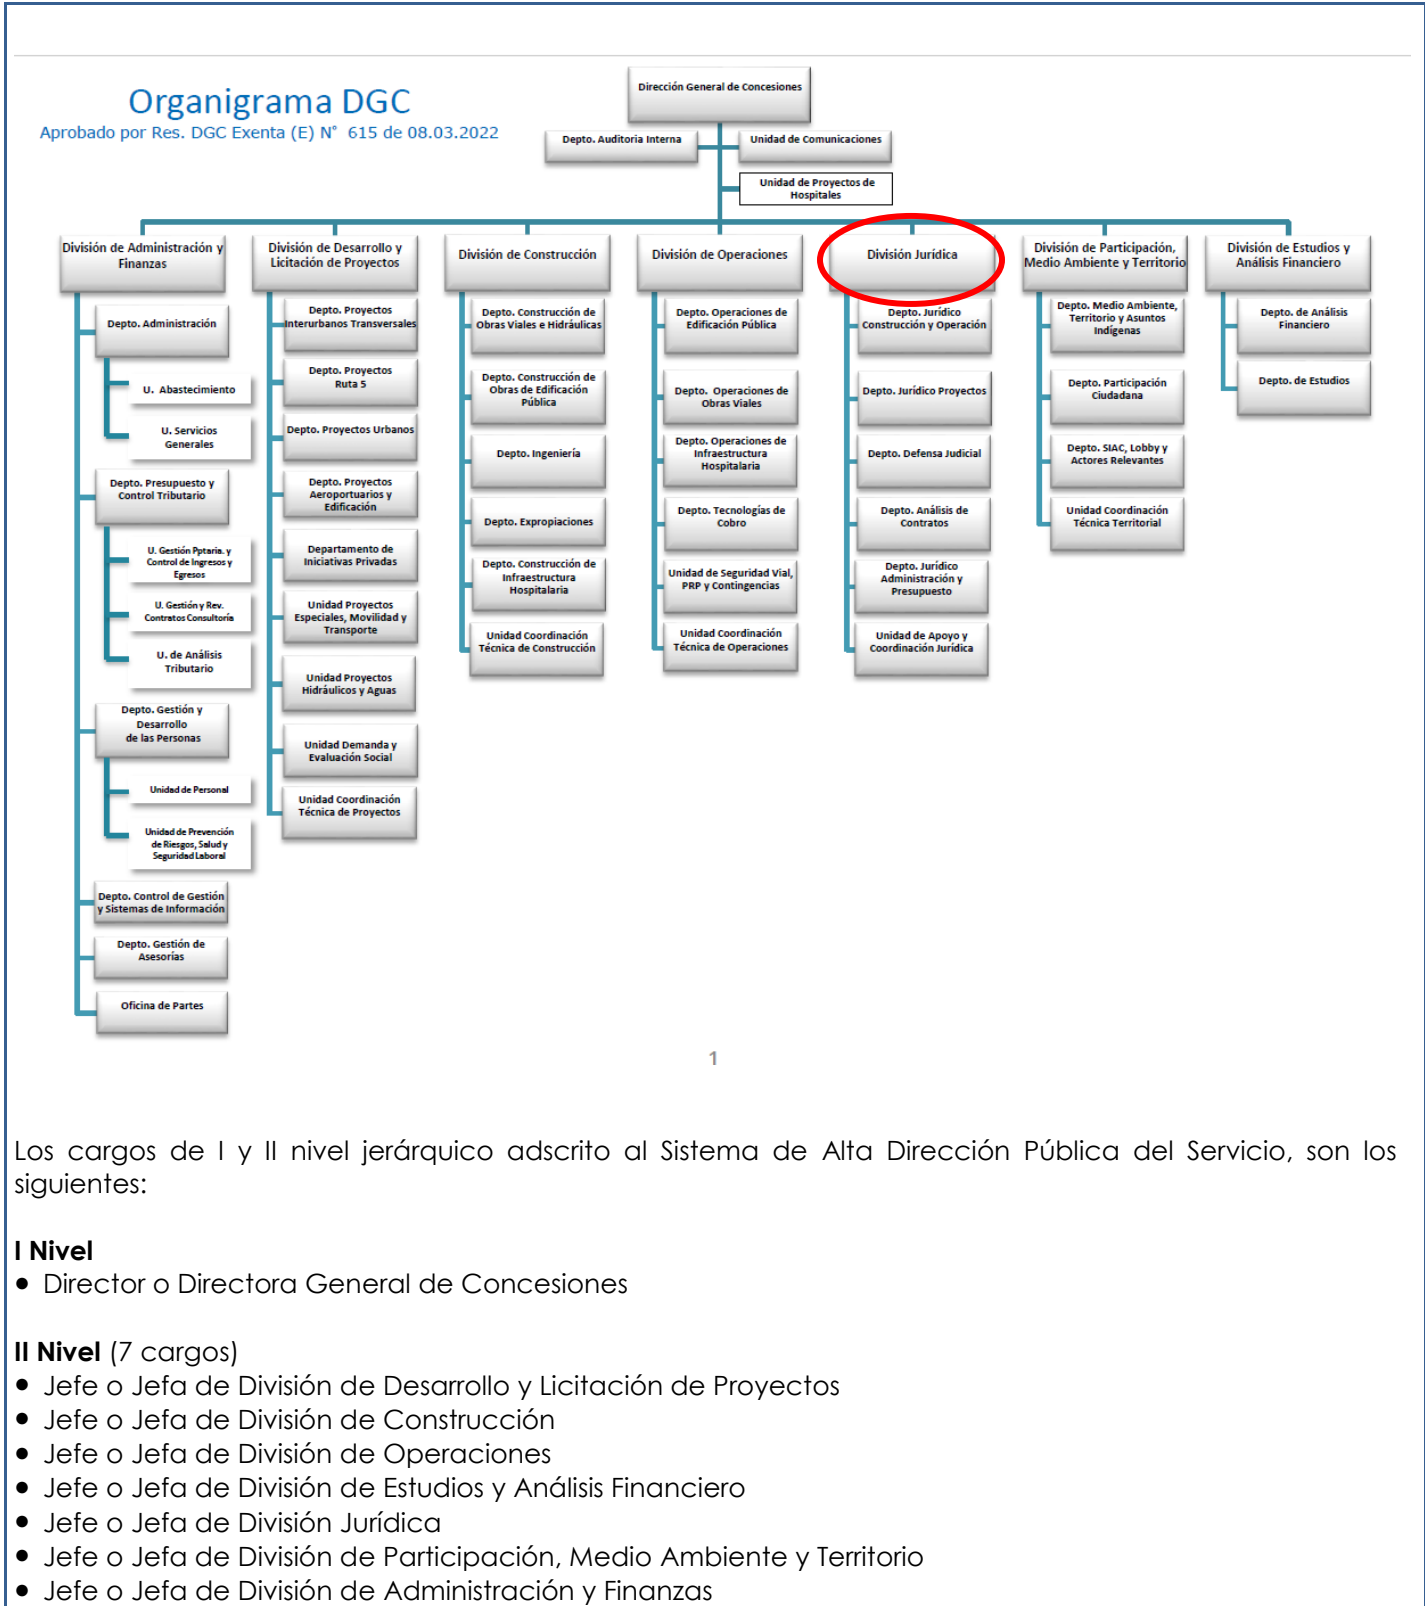 Organigrama DGC
Aprobado por Res. DGC Exenta (E) N° 615 de 08.03.2022
Dirección General de Concesiones
Depto. Auditoria Interna
Unidad de Comunicaciones
Unidad de Proyectos de
Hospitales
División de Administración y
Finanzas
Depto. Administración
U. Abastecimiento
U. Servicios
Generales
Depto. Presupuesto y
Control Tributario
U. Gestión Pptaria. y
Control de Ingresos y
Egresos
U. Gestión y Rev.
Contratos Consultoría
U. de Análisis
Tributario
Depto. Gestión y
Desarrollo
de las Personas
Unidad de Personal
Unidad de Prevención
de Riesgos, Salud y
Seguridad Laboral
Depto. Control de Gestión
y Sistemas de Información
Depto. Gestión de
Asesorías
Oficina de Partes
División de Desarrollo y
Licitación de Proyectos
Depto. Proyectos
Interurbanos Transversales
Depto. Proyectos
Ruta 5
Depto. Proyectos Urbanos
Depto. Proyectos
Aeroportuarios y
Edificación
Departamento de
Iniciativas Privadas
Unidad Proyectos
Especiales, Movilidad y
Transporte
Unidad Proyectos
Hidráulicos y Aguas
Unidad Demanda y
Evaluación Social
Unidad Coordinación
Técnica de Proyectos
División de Construcción
Depto. Construcción de
Obras Viales e Hidráulicas
Depto. Construcción de
Obras de Edificación
Pública
Depto. Ingeniería
Depto. Expropiaciones
Depto. Construcción de
Infraestructura
Hospitalaria
Unidad Coordinación
Técnica de Construcción
División de Operaciones
Depto. Operaciones de
Edificación Pública
Depto. Operaciones de
Obras Viales
Depto. Operaciones de
Infraestructura
Hospitalaria
Depto. Tecnologías de
Cobro
Unidad de Seguridad Vial,
PRP y Contingencias
Unidad Coordinación
Técnica de Operaciones
División Jurídica
Depto. Jurídico
Construcción y Operación
Depto. Jurídico Proyectos
Depto. Defensa Judicial
Depto. Análisis de
Contratos
Depto. Jurídico
Administración y
Presupuesto
Unidad de Apoyo y
Coordinación Jurídica
División de Participación,
Medio Ambiente y Territorio
Depto. Medio Ambiente,
Territorio y Asuntos
Indígenas
Depto. Participación
Ciudadana
Depto. SIAC, Lobby y
Actores Relevantes
Unidad Coordinación
Técnica Territorial
División de Estudios y
Análisis Financiero
Depto. de Análisis
Financiero
Depto. de Estudios
1
Los cargos de I y II nivel jerárquico adscrito al Sistema de Alta Dirección Pública del Servicio, son los
siguientes:
I Nivel
● Director o Directora General de Concesiones
II Nivel (7 cargos)
● Jefe o Jefa de División de Desarrollo y Licitación de Proyectos
● Jefe o Jefa de División de Construcción
● Jefe o Jefa de División de Operaciones
● Jefe o Jefa de División de Estudios y Análisis Financiero
● Jefe o Jefa de División Jurídica
● Jefe o Jefa de División de Participación, Medio Ambiente y Territorio
● Jefe o Jefa de División de Administración y Finanzas